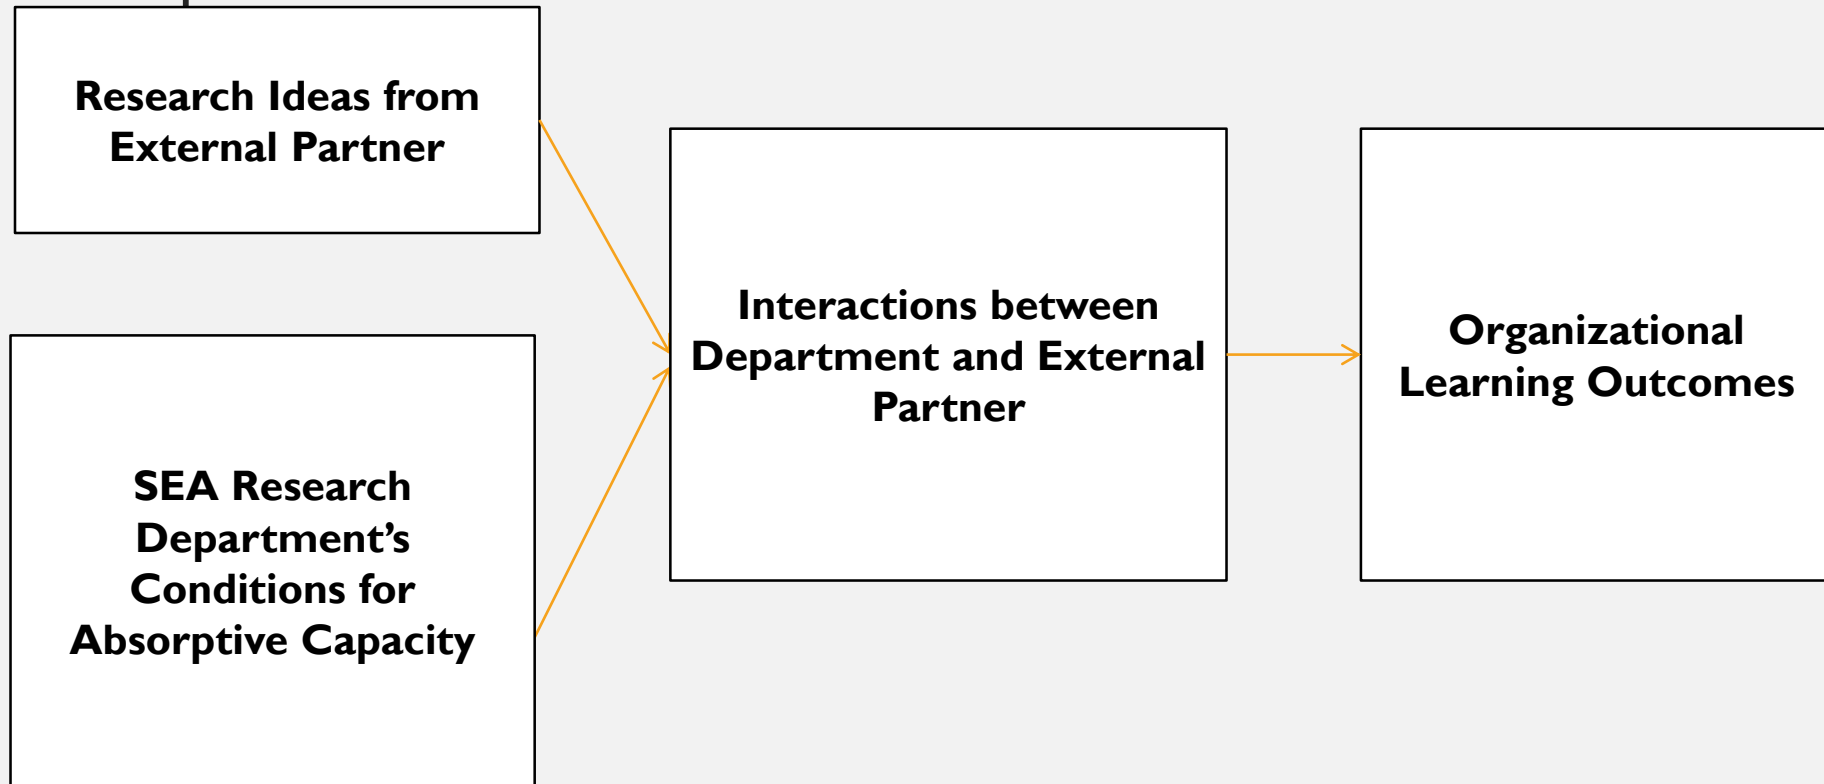 Research Ideas from
External Partner
Interactions between
Department and External
Partner
Organizational
Learning Outcomes
SEA Research
Department’s
Conditions for
Absorptive Capacity